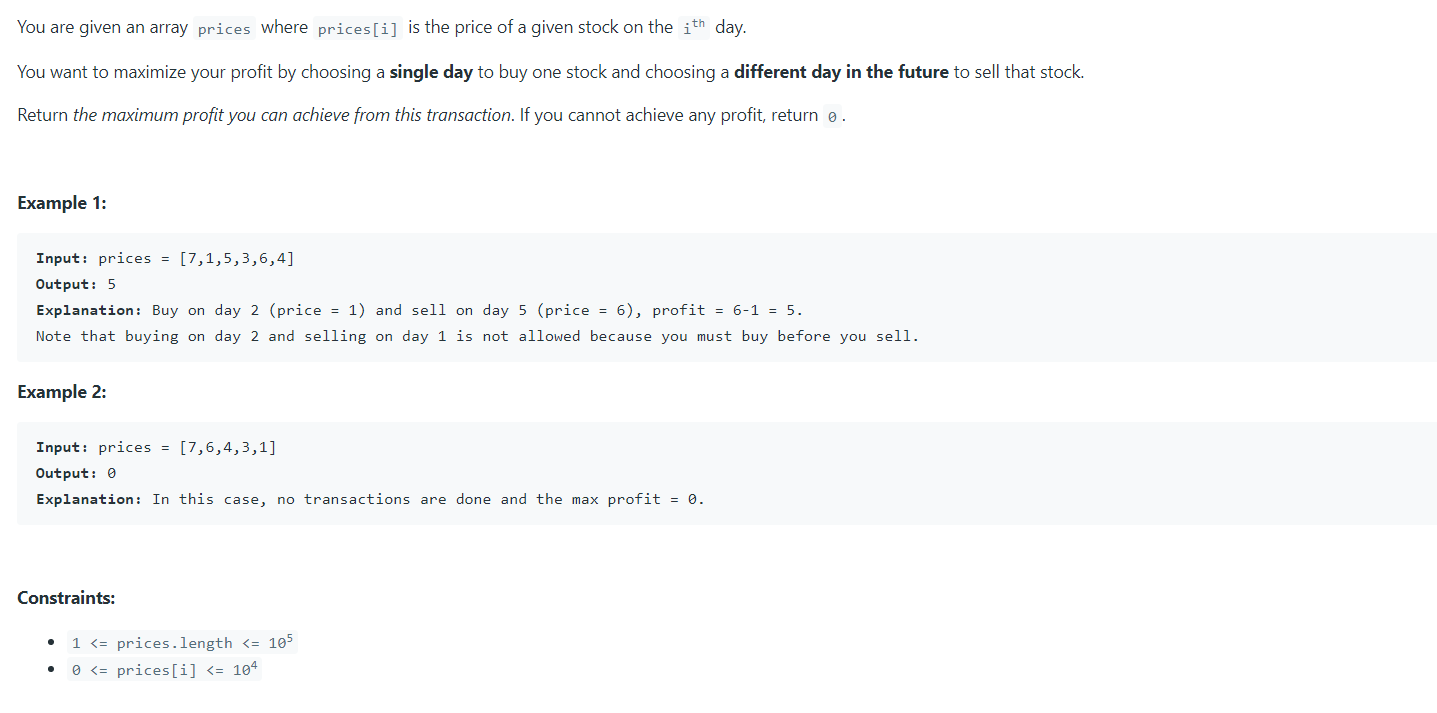 You are given an array prices where prices[i] is the price of a given stock on the ith day.
You want to maximize your profit by choosing a single day to buy one stock and choosing a different day in the future to sell that stock.
Return the maximum profit you can achieve from this transaction. If you cannot achieve any profit, return 0.
Example 1:
Input: prices = [7,1,5,3,6,4]
Output: 5
Explanation: Buy on day 2 (price = 1) and sell on day 5 (price = 6), profit = 6-1 = 5.
Note that buying on day 2 and selling on day 1 is not allowed because you must buy before you sell.
Example 2:
Input: prices = [7,6,4,3,1]
Output: 0
Explanation: In this case, no transactions are done and the max profit = 0.
Constraints:
• 1 <= prices.length <= 10⁵
• 0 <= prices[i] <= 10⁴